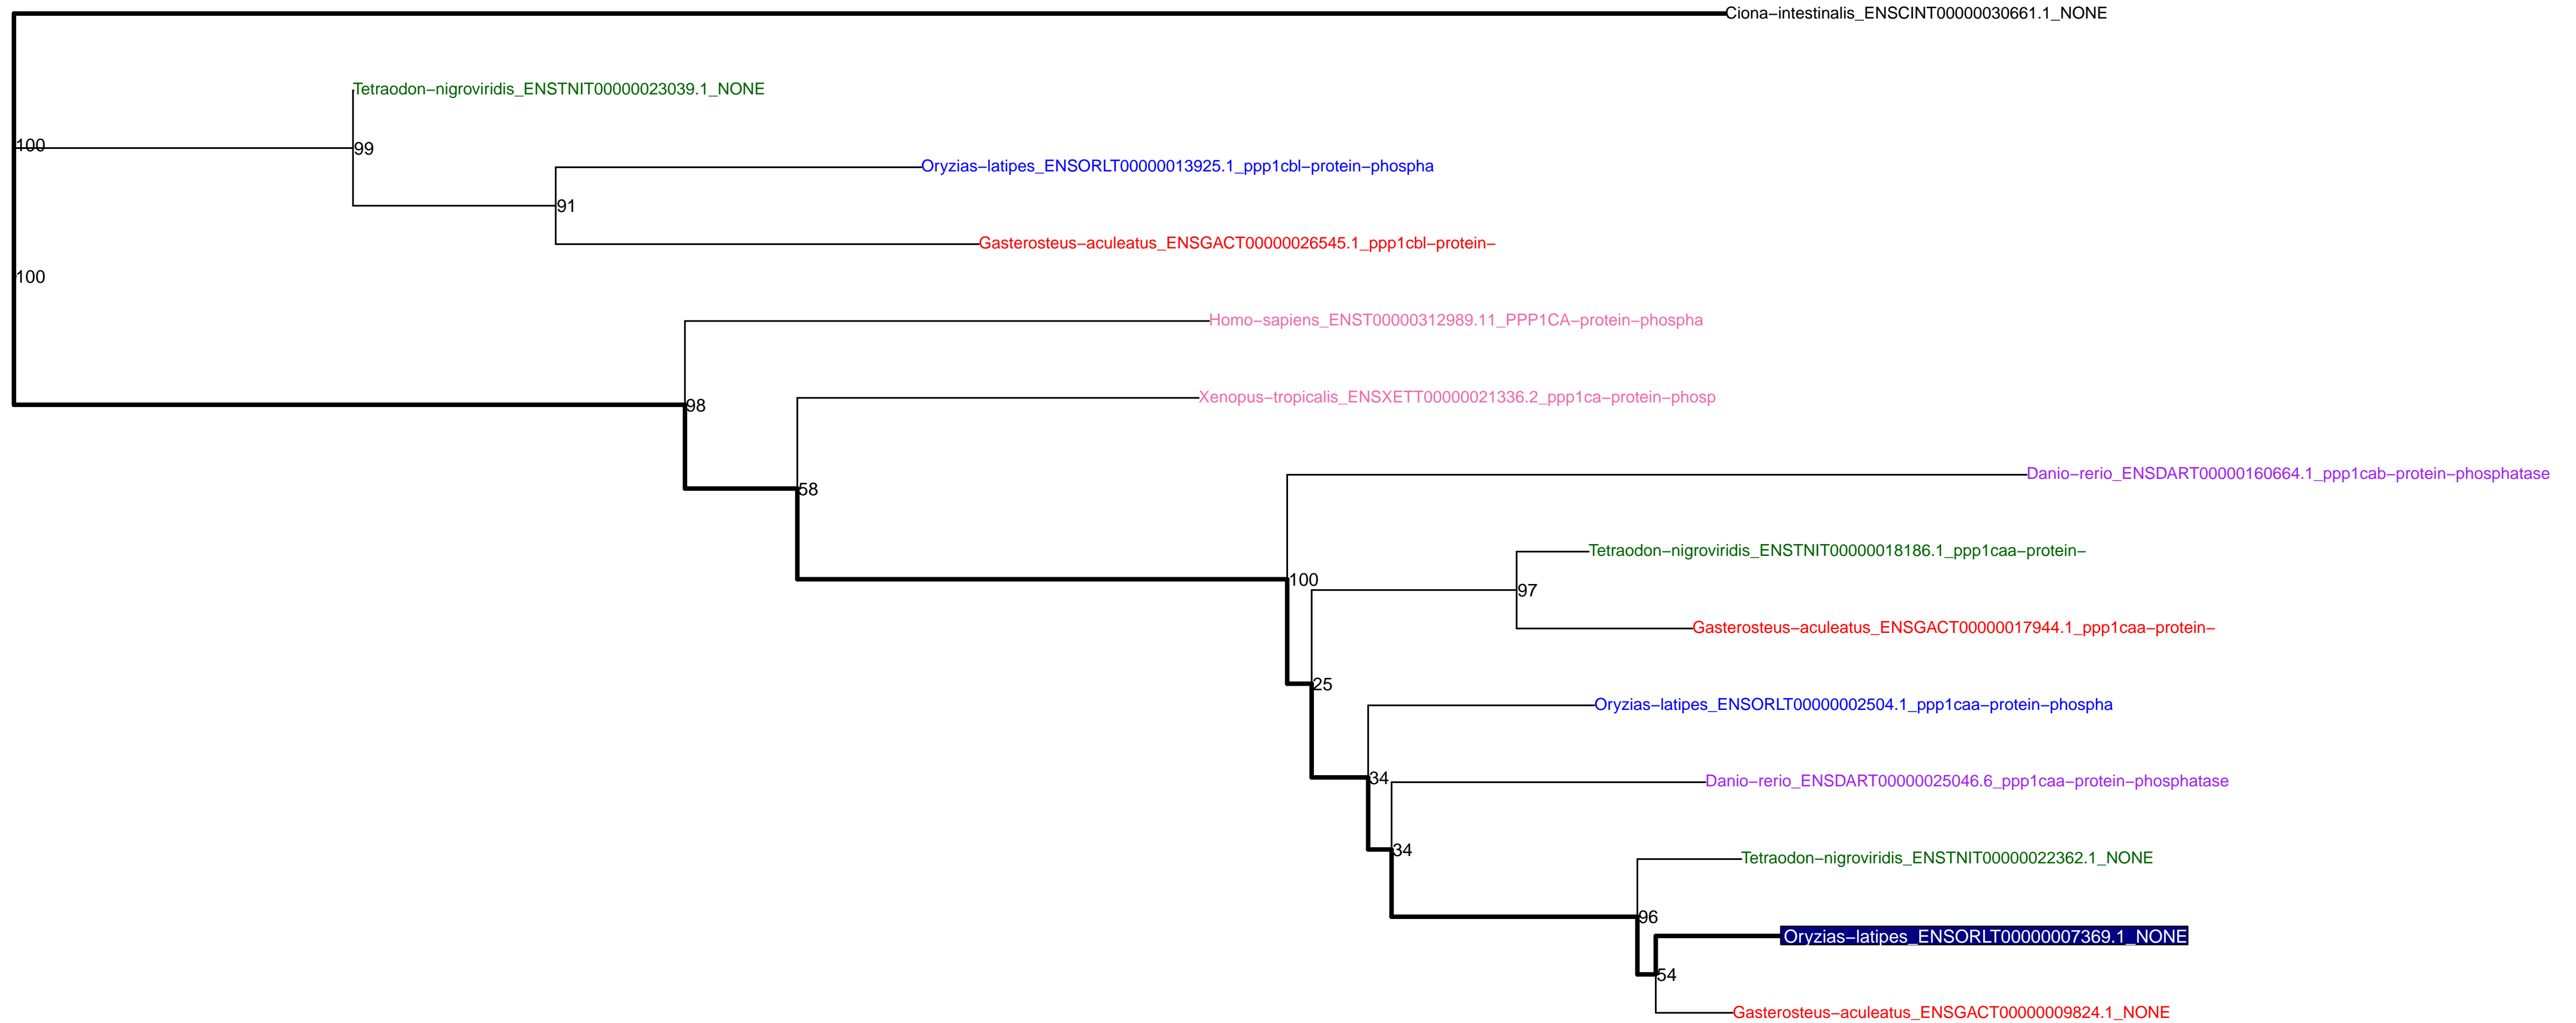 Ciona−intestinalis_ENSCINT00000030661.1_NONE
Tetraodon−nigroviridis_ENSTNIT00000023039.1_NONE
100
99
Oryzias−latipes_ENSORLT00000013925.1_ppp1cbl−protein−phospha
91
Gasterosteus−aculeatus_ENSGACT00000026545.1_ppp1cbl−protein−
100
Homo−sapiens_ENST00000312989.11_PPP1CA−protein−phospha
Xenopus−tropicalis_ENSXETT00000021336.2_ppp1ca−protein−phosp
98
Danio−rerio_ENSDART00000160664.1_ppp1cab−protein−phosphatase
58
Tetraodon−nigroviridis_ENSTNIT00000018186.1_ppp1caa−protein−
100
97
Gasterosteus−aculeatus_ENSGACT00000017944.1_ppp1caa−protein−
25
Oryzias−latipes_ENSORLT00000002504.1_ppp1caa−protein−phospha
34
Danio−rerio_ENSDART00000025046.6_ppp1caa−protein−phosphatase
34
Tetraodon−nigroviridis_ENSTNIT00000022362.1_NONE
96
Oryzias−latipes_ENSORLT00000007369.1_NONE
54
Gasterosteus−aculeatus_ENSGACT00000009824.1_NONE